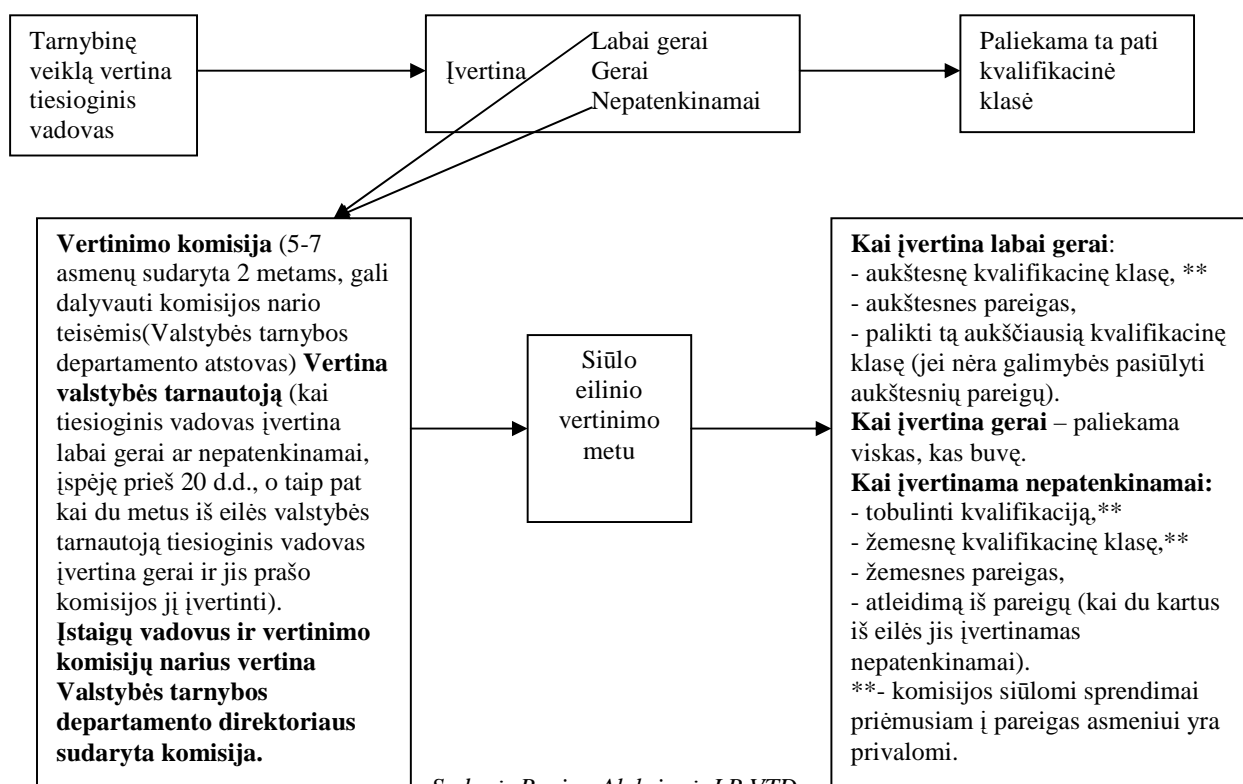 Tarnybinę
veiklą vertina
tiesioginis
vadovas
Įvertina
Labai gerai
Gerai
Nepatenkinamai
Paliekama ta pati
kvalifikacinė
klasė
Vertinimo komisija (5-7
asmenų sudaryta 2 metams, gali
dalyvauti komisijos nario
teisėmis(Valstybės tarnybos
departamento atstovas) Vertina
valstybės tarnautoją (kai
tiesioginis vadovas įvertina
labai gerai ar nepatenkinamai,
įspėję prieš 20 d.d., o taip pat
kai du metus iš eilės valstybės
tarnautoją tiesioginis vadovas
įvertina gerai ir jis prašo
komisijos jį įvertinti).
Įstaigų vadovus ir vertinimo
komisijų narius vertina
Valstybės tarnybos
departamento direktoriaus
sudaryta komisija.
Siūlo
eilinio
vertinimo
metu
Kai įvertina labai gerai:
- aukštesnę kvalifikacinę klasę, **
- aukštesnes pareigas,
- palikti tą aukščiausią kvalifikacinę
klasę (jei nėra galimybės pasiūlyti
aukštesnių pareigų).
Kai įvertina gerai – paliekama
viskas, kas buvę.
Kai įvertinama nepatenkinamai:
- tobulinti kvalifikaciją,**
- žemesnę kvalifikacinę klasę,**
- žemesnes pareigas,
- atleidimą iš pareigų (kai du kartus
iš eilės jis įvertinamas
nepatenkinamai).
**- komisijos siūlomi sprendimai
priėmusiam į pareigas asmeniui yra
privalomi.